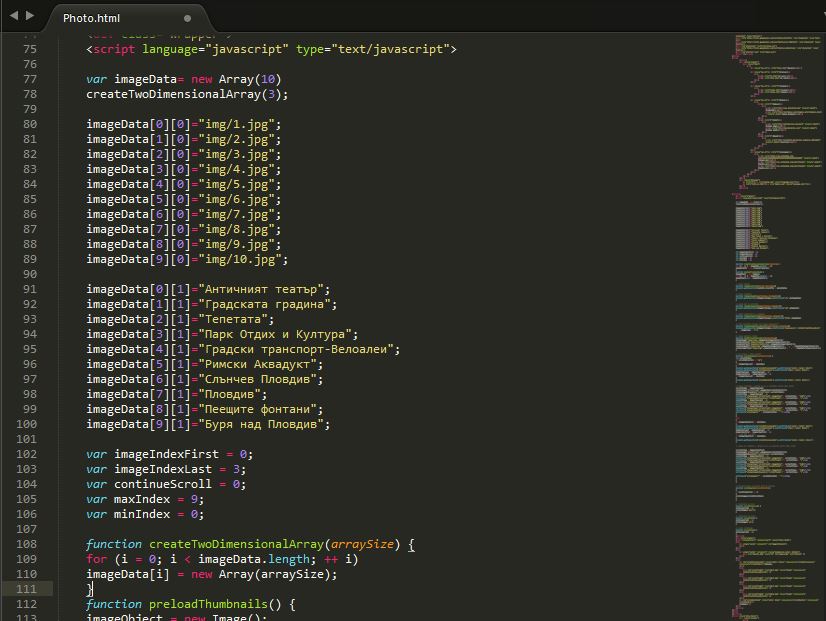 Photo.html
75 <script language="javascript" type="text/javascript">
76
77 var imageData= new Array(10)
78 createTwoDimensionalArray(3);
79
80 imageData[0][0]="img/1.jpg";
81 imageData[1][0]="img/2.jpg";
82 imageData[2][0]="img/3.jpg";
83 imageData[3][0]="img/4.jpg";
84 imageData[4][0]="img/5.jpg";
85 imageData[5][0]="img/6.jpg";
86 imageData[6][0]="img/7.jpg";
87 imageData[7][0]="img/8.jpg";
88 imageData[8][0]="img/9.jpg";
89 imageData[9][0]="img/10.jpg";
90
91 imageData[0][1]="Античният театър";
92 imageData[1][1]="Градската градина";
93 imageData[2][1]="Тепетата";
94 imageData[3][1]="Парк Отдих и Култура";
95 imageData[4][1]="Градски транспорт-Велоалеи";
96 imageData[5][1]="Римски Аквадукт";
97 imageData[6][1]="Слънчев Пловдив";
98 imageData[7][1]="Пловдив";
99 imageData[8][1]="Пеещите фонтани";
100 imageData[9][1]="Буря над Пловдив";
101
102 var imageIndexFirst = 0;
103 var imageIndexLast = 3;
104 var continueScroll = 0;
105 var maxIndex = 9;
106 var minIndex = 0;
107
108 function createTwoDimensionalArray(arraySize) {
109 for (i = 0; i < imageData.length; ++ i)
110 imageData[i] = new Array(arraySize);
111 }
112 function preloadThumbnails() {
113 imageObject = new Image();